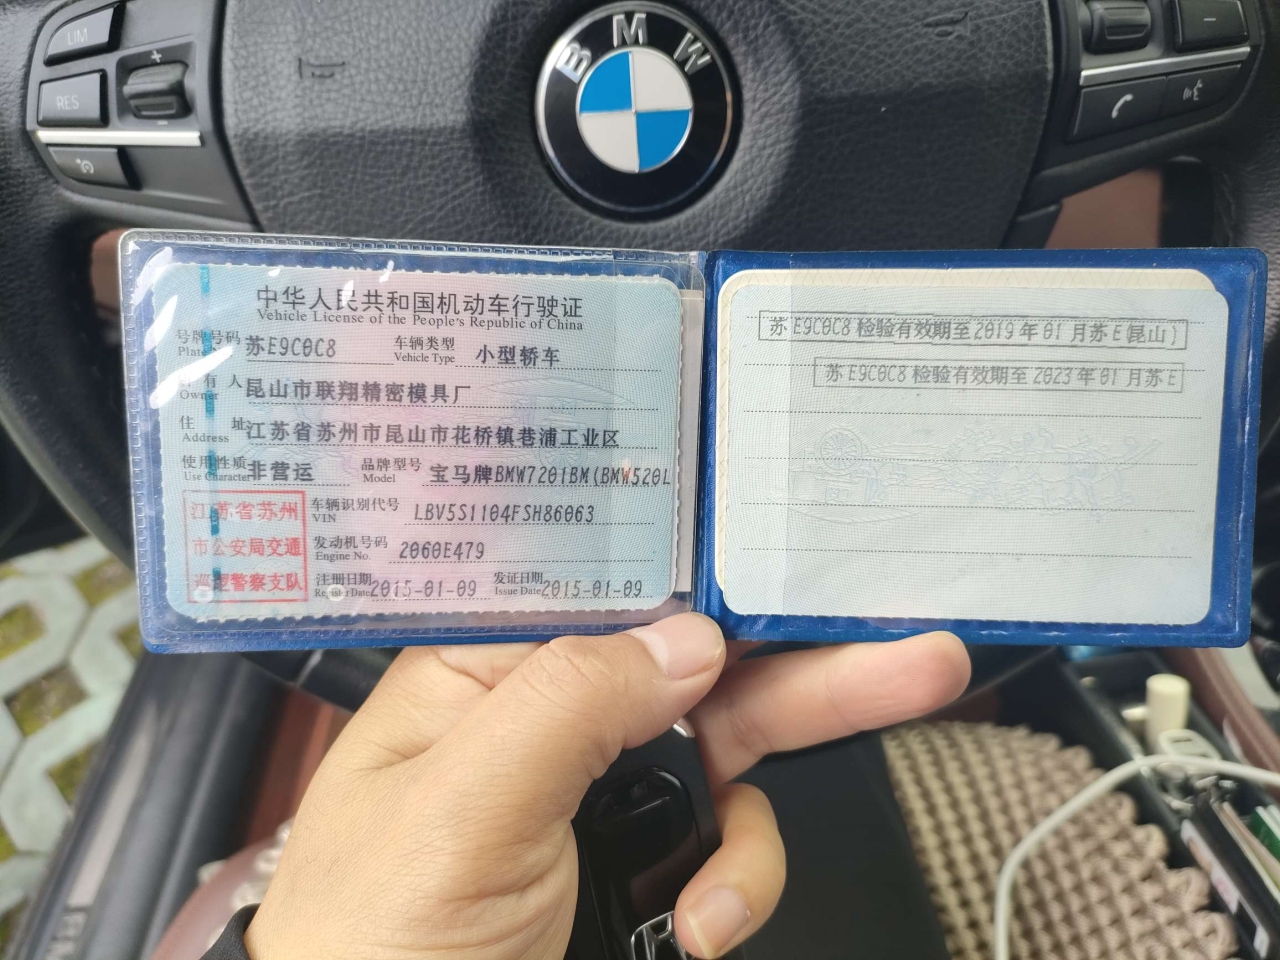 LIM
RES
BMW
中华人民共和国机动车行驶证
Vehicle License of the People's Republic of China
号牌号码 苏E9C0C8 车辆类型 小型轿车
Plate Vehicle Type
所有人 昆山市联翔精密模具厂
Owner
住址 江苏省苏州市昆山市花桥镇巷浦工业区
Address
使用性质 非营运 品牌型号 宝马牌BMW7201BM(BMW520L
Use Character Model
江苏省苏州
市公安局交通
巡逻警察支队
车辆识别代号 LBV5S1104FSH86063
VIN
发动机号码 2060E479
Engine No.
注册日期 2015-01-09 发证日期 2015-01-09
Register Date Issue Date
苏E9C0C8 检验有效期至2019年01月苏E(昆山)
苏E9C0C8 检验有效期至2023年01月苏E